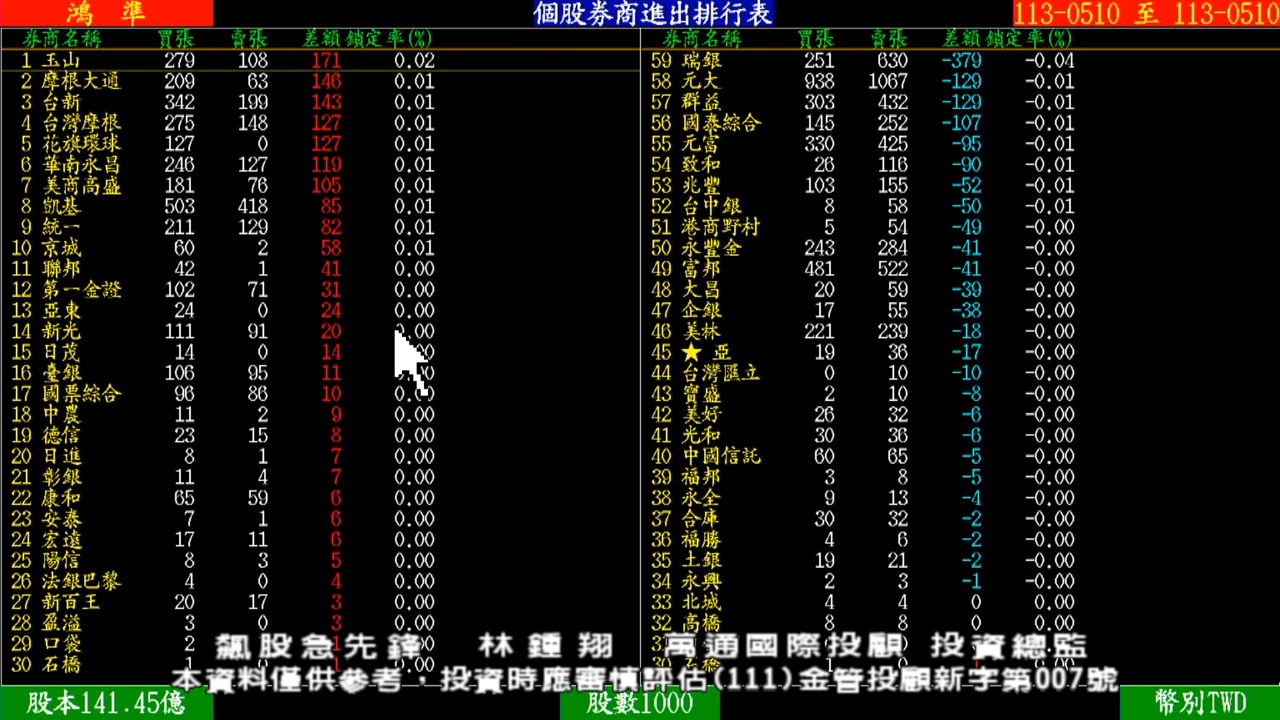 鴻 準
個股券商進出排行表
113-0510 至 113-0510
券商名稱 買張 賣張 差額 鎖定率(%)
1 玉山 279 108 171 0.02
2 摩根大通 209 63 146 0.01
3 台新 342 199 143 0.01
4 台灣摩根 275 148 127 0.01
5 花旗環球 127 0 127 0.01
6 華南永昌 246 127 119 0.01
7 美商高盛 181 76 105 0.01
8 凱基 503 418 85 0.01
9 統一 211 129 82 0.01
10 京城 60 2 58 0.01
11 聯邦 42 1 41 0.00
12 第一金證 102 71 31 0.00
13 亞東 24 0 24 0.00
14 新光 111 91 20 0.00
15 日茂 14 0 14
16 臺銀 106 95 11
17 國票綜合 96 86 10 0.00
18 中農 11 2 9 0.00
19 德信 23 15 8 0.00
20 日進 8 1 7 0.00
21 彰銀 11 4 7 0.00
22 康和 65 59 6 0.00
23 安泰 7 1 6 0.00
24 宏遠 17 11 6 0.00
25 陽信 8 3 5 0.00
26 法銀巴黎 4 0 4 0.00
27 新百王 20 17 3 0.00
28 盈溢 3 0 3 0.00
29 口袋 2
30 石橋 1
券商名稱 買張 賣張 差額 鎖定率(%)
59 瑞銀 251 630 -379 -0.04
58 元大 938 1067 -129 -0.01
57 群益 303 432 -129 -0.01
56 國泰綜合 145 252 -107 -0.01
55 元富 330 425 -95 -0.01
54 致和 26 116 -90 -0.01
53 兆豐 103 155 -52 -0.01
52 台中銀 8 58 -50 -0.01
51 港商野村 5 54 -49 -0.00
50 永豐金 243 284 -41 -0.00
49 富邦 481 522 -41 -0.00
48 大昌 20 59 -39 -0.00
47 企銀 17 55 -38 -0.00
46 美林 221 239 -18 -0.00
45 ★ 亞 19 36 -17 -0.00
44 台灣匯立 0 10 -10 -0.00
43 寶盛 2 10 -8 -0.00
42 美好 26 32 -6 -0.00
41 光和 30 36 -6 -0.00
40 中國信託 60 65 -5 -0.00
39 福邦 3 8 -5 -0.00
38 永全 9 13 -4 -0.00
37 合庫 30 32 -2 -0.00
36 福勝 4 6 -2 -0.00
35 土銀 19 21 -2 -0.00
34 永興 2 3 -1 -0.00
33 北城 4 4 0 0.00
32 高橋 8 8 0 0.00
飆股急先鋒 林鍾翔 萬通國際投顧 投資總監
本資料僅供參考，投資時應審慎評估(111)金管投顧新字第007號
股本141.45億
股數1000
幣別TWD